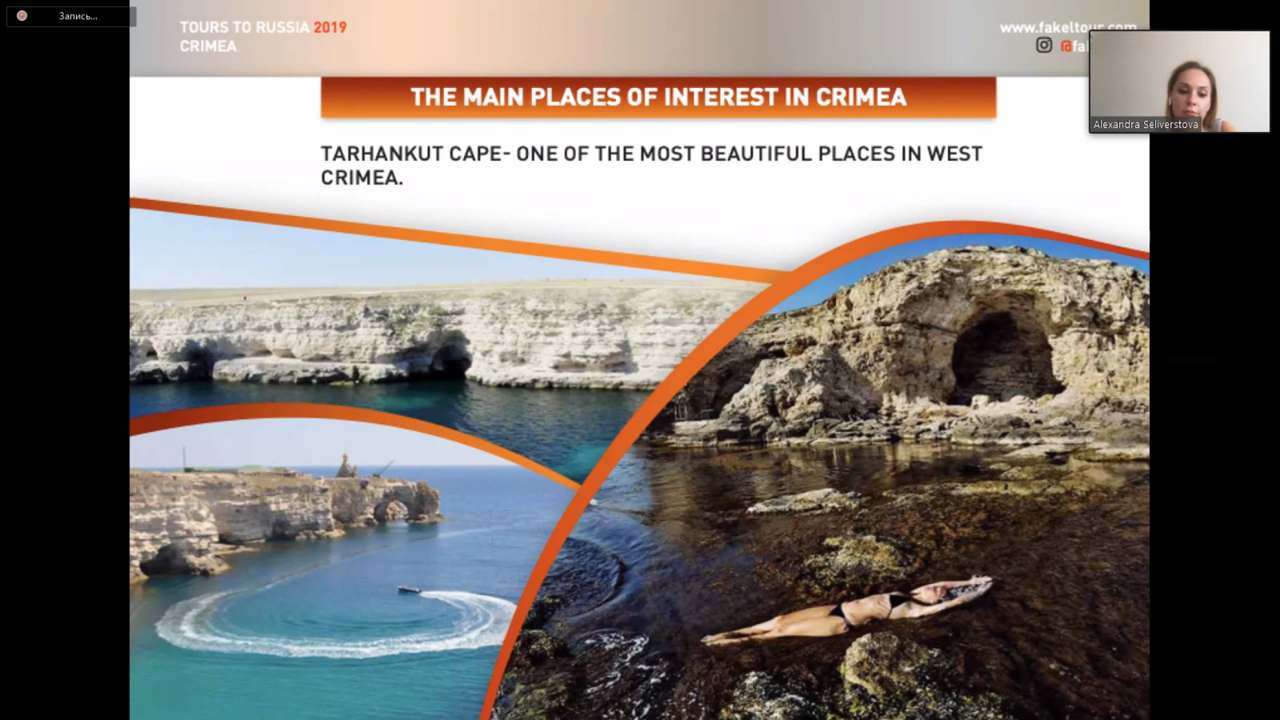 Запись...
TOURS TO RUSSIA 2019
CRIMEA
www.fakeltour.com
@fa
Alexandra Seliverstova
THE MAIN PLACES OF INTEREST IN CRIMEA
TARHANKUT CAPE- ONE OF THE MOST BEAUTIFUL PLACES IN WEST
CRIMEA.